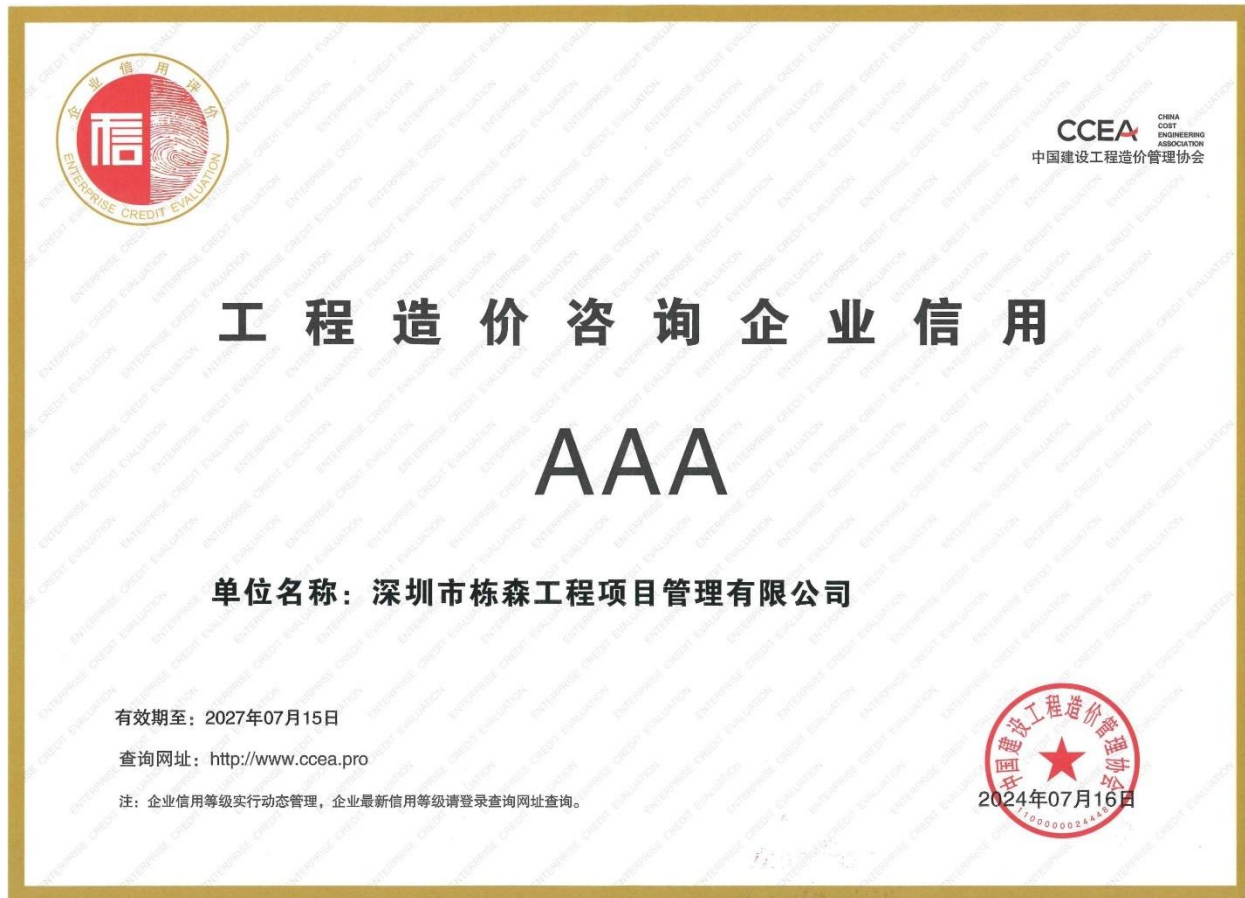 企业信用评价
信
ENTERPRISE CREDIT EVALUATION
CCEA
CHINA
COST
ENGINEERING
ASSOCIATION
中国建设工程造价管理协会
工程造价咨询企业信用
AAA
单位名称：深圳市栋森工程项目管理有限公司
有效期至：2027年07月15日
查询网址：http://www.ccea.pro
注：企业信用等级实行动态管理，企业最新信用等级请登录查询网址查询。
中国建设工程造价管理协会
2024年07月16日